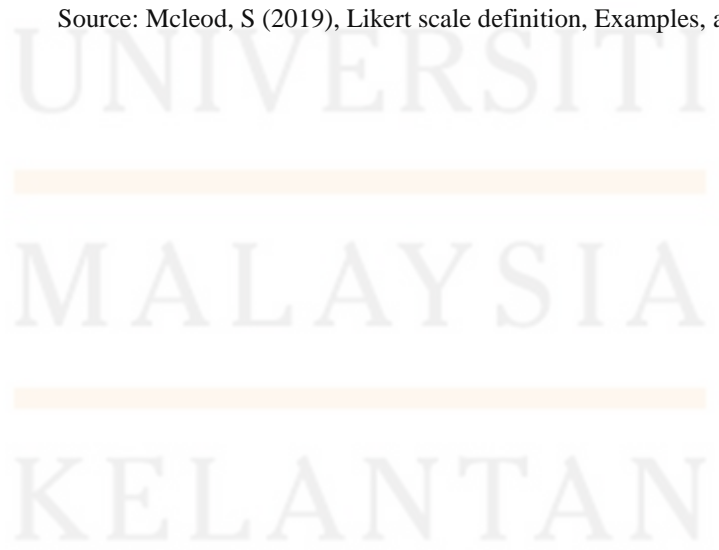 Source: Mcleod, S (2019), Likert scale definition, Examples, a
UNIVERSITI
MALAYSIA
KELANTAN